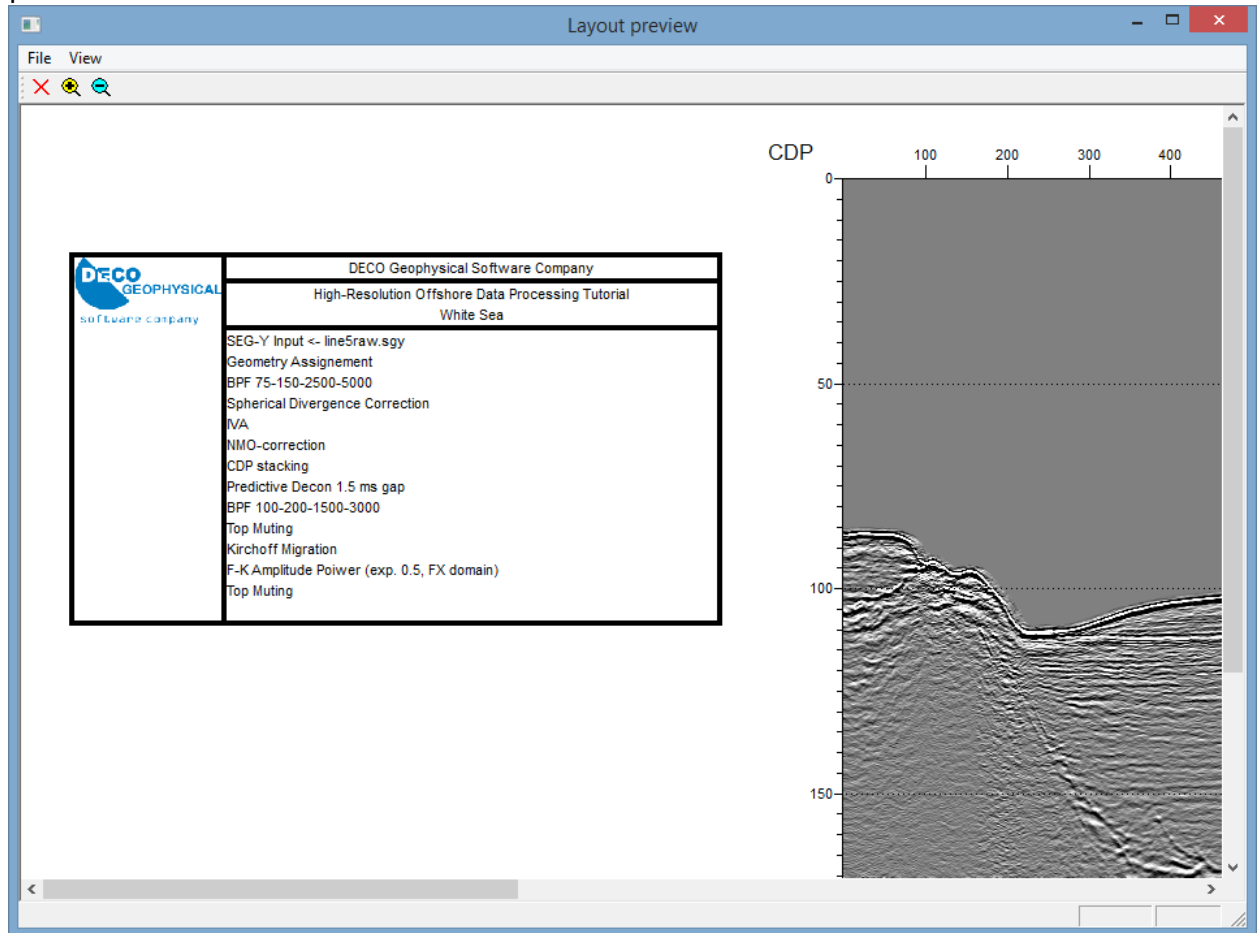 Layout preview
File View
CDP 100 200 300 400
0
50
100
150
DECO
GEOPHYSICAL
software company
DECO Geophysical Software Company
High-Resolution Offshore Data Processing Tutorial
White Sea
SEG-Y Input <- line5raw.sgy
Geometry Assignement
BPF 75-150-2500-5000
Spherical Divergence Correction
IVA
NMO-correction
CDP stacking
Predictive Decon 1.5 ms gap
BPF 100-200-1500-3000
Top Muting
Kirchoff Migration
F-K Amplitude Poiwer (exp. 0.5, FX domain)
Top Muting